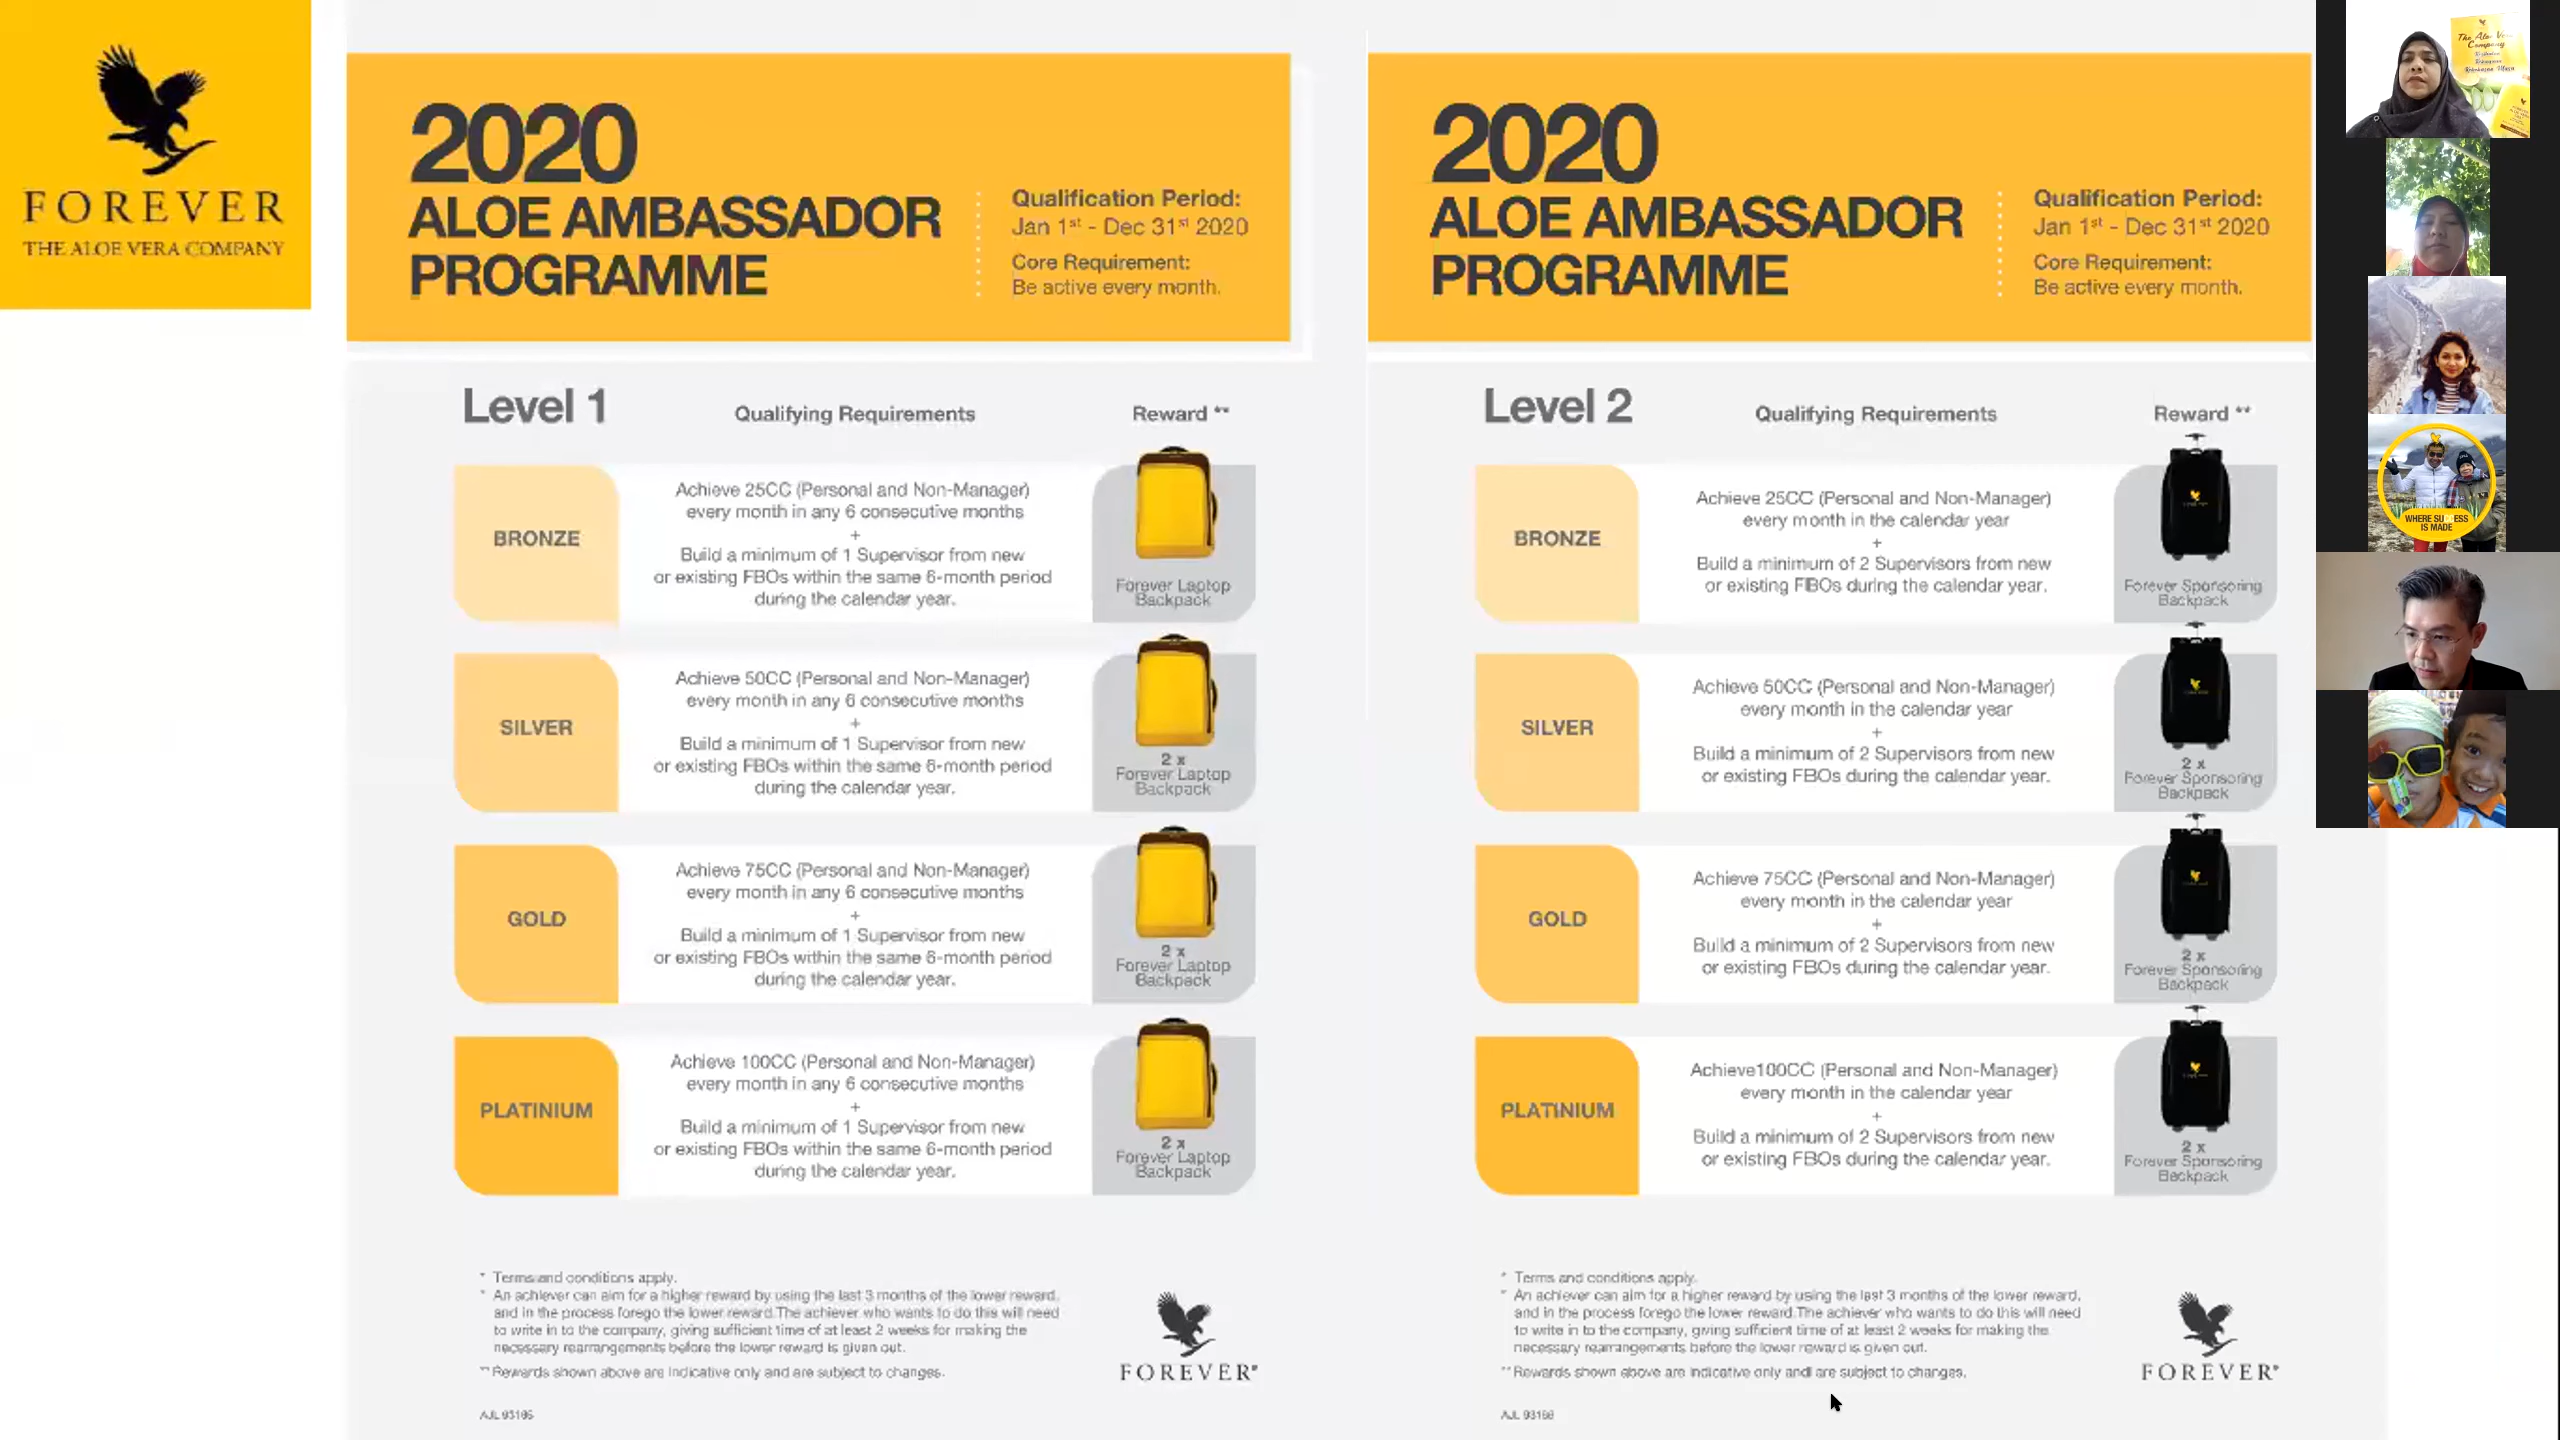 FOREVER
THE ALOE VERA COMPANY
2020
ALOE AMBASSADOR
PROGRAMME
Qualification Period:
Jan 1st - Dec 31st 2020
Core Requirement:
Be active every month.
Level 1
Qualifying Requirements
Reward **
BRONZE
Achieve 25CC (Personal and Non-Manager)
every month in any 6 consecutive months
+
Build a minimum of 1 Supervisor from new
or existing FBOs within the same 6-month period
during the calendar year.
Forever Laptop
Backpack
SILVER
Achieve 50CC (Personal and Non-Manager)
every month in any 6 consecutive months
+
Build a minimum of 1 Supervisor from new
or existing FBOs within the same 6-month period
during the calendar year.
2 x
Forever Laptop
Backpack
GOLD
Achieve 75CC (Personal and Non-Manager)
every month in any 6 consecutive months
+
Build a minimum of 1 Supervisor from new
or existing FBOs within the same 6-month period
during the calendar year.
2 x
Forever Laptop
Backpack
PLATINIUM
Achieve 100CC (Personal and Non-Manager)
every month in any 6 consecutive months
+
Build a minimum of 1 Supervisor from new
or existing FBOs within the same 6-month period
during the calendar year.
2 x
Forever Laptop
Backpack
* Terms and conditions apply.
* An achiever can aim for a higher reward by using the last 3 months of the lower reward,
and in the process forego the lower reward.The achiever who wants to do this will need
to write in to the company, giving sufficient time of at least 2 weeks for making the
necessary rearrangements before the lower reward is given out.
** Rewards shown above are indicative only and are subject to changes.
FOREVER®
2020
ALOE AMBASSADOR
PROGRAMME
Qualification Period:
Jan 1st - Dec 31st 2020
Core Requirement:
Be active every month.
Level 2
Qualifying Requirements
Reward **
BRONZE
Achieve 25CC (Personal and Non-Manager)
every month in the calendar year
+
Build a minimum of 2 Supervisors from new
or existing FBOs during the calendar year.
Forever Sponsoring
Backpack
SILVER
Achieve 50CC (Personal and Non-Manager)
every month in the calendar year
+
Build a minimum of 2 Supervisors from new
or existing FBOs during the calendar year.
2 x
Forever Sponsoring
Backpack
GOLD
Achieve 75CC (Personal and Non-Manager)
every month in the calendar year
+
Build a minimum of 2 Supervisors from new
or existing FBOs during the calendar year.
2 x
Forever Sponsoring
Backpack
PLATINIUM
Achieve100CC (Personal and Non-Manager)
every month in the calendar year
+
Build a minimum of 2 Supervisors from new
or existing FBOs during the calendar year.
2 x
Forever Sponsoring
Backpack
* Terms and conditions apply.
* An achiever can aim for a higher reward by using the last 3 months of the lower reward,
and in the process forego the lower reward.The achiever who wants to do this will need
to write in to the company, giving sufficient time of at least 2 weeks for making the
necessary rearrangements before the lower reward is given out.
** Rewards shown above are indicative only and are subject to changes.
FOREVER®
The Aloe Vera
Company
WHERE SUCCESS
IS MADE